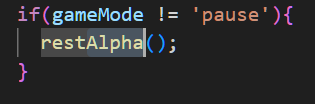 if(gameMode != 'pause'){
restAlpha();
}